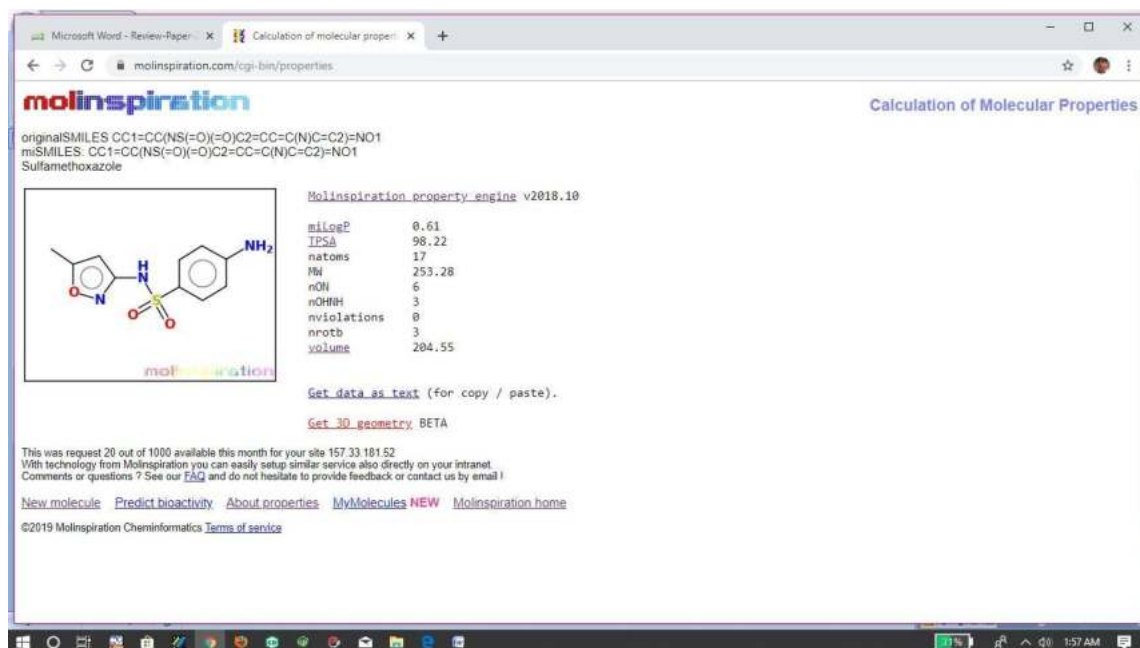 Microsoft Word - Review-Paper-
Calculation of molecular proper
molinspiration.com/cgi-bin/properties
molinspiration
Calculation of Molecular Properties
originalSMILES CC1=CC(NS(=O)(=O)C2=CC=C(N)C=C2)=NO1
miSMILES: CC1=CC(NS(=O)(=O)C2=CC=C(N)C=C2)=NO1
Sulfamethoxazole
Molinspiration property engine v2018.10
miLogP 0.61
TPSA 98.22
natoms 17
MW 253.28
nON 6
nOHNH 3
nviolations 0
nrotb 3
volume 204.55
NH2
H
N
O N
S
O
O
molinspiration
Get data as text (for copy / paste).
Get 3D geometry BETA
This was request 20 out of 1000 available this month for your site 157.33.181.52
With technology from Molinspiration you can easily setup similar service also directly on your intranet.
Comments or questions ? See our FAQ and do not hesitate to provide feedback or contact us by email !
New molecule Predict bioactivity About properties MyMolecules NEW Molinspiration home
©2019 Molinspiration Cheminformatics Terms of service
71% 1:57 AM